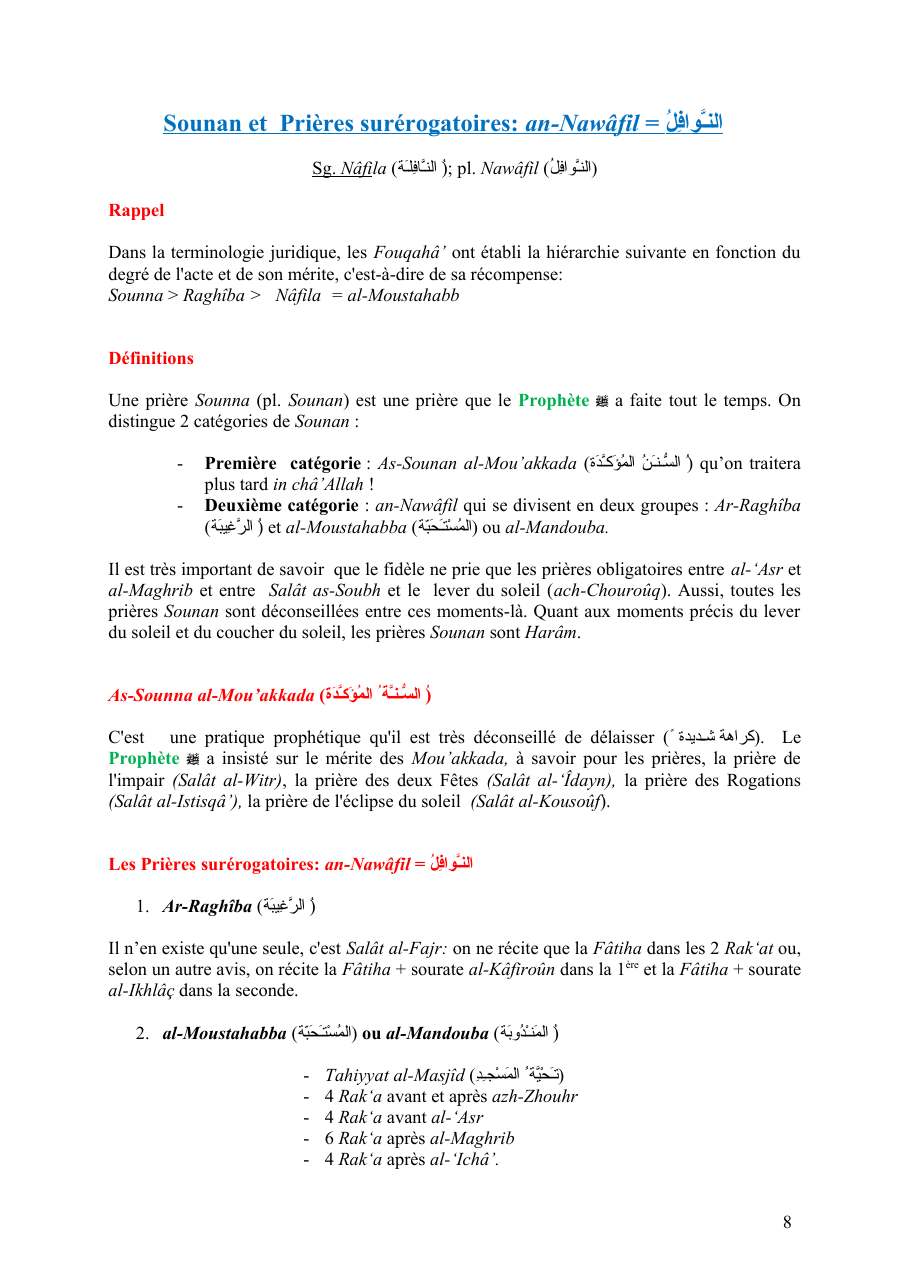 Sounan et  Prières surérogatoires: an-Nawâfil = النـَّوافِلُ
Sg. Nâfila (النـَّافِلـَةُ); pl. Nawâfil (النـَّوافِلُ)
Rappel
Dans la terminologie juridique, les Fouqahâ’ ont établi la hiérarchie suivante en fonction du
degré de l'acte et de son mérite, c'est-à-dire de sa récompense:
Sounna > Raghîba >   Nâfila  = al-Moustahabb
Définitions
Une prière Sounna (pl. Sounan) est une prière que le Prophète ﷺ a faite tout le temps. On
distingue 2 catégories de Sounan :
- Première  catégorie : As-Sounan al-Mou’akkada (السُّنـَنُ المُؤَكـَّدَةُ) qu’on traitera
plus tard in châ’Allah !
- Deuxième catégorie : an-Nawâfil qui se divisent en deux groupes : Ar-Raghîba
(الرَّغِيبَةُ) et al-Moustahabba (المُسْتـَحَبّة) ou al-Mandouba.
Il est très important de savoir  que le fidèle ne prie que les prières obligatoires entre al-‘Asr et
al-Maghrib et entre  Salât as-Soubh et le  lever du soleil (ach-Chouroûq). Aussi, toutes les
prières Sounan sont déconseillées entre ces moments-là. Quant aux moments précis du lever
du soleil et du coucher du soleil, les prières Sounan sont Harâm.
As-Sounna al-Mou’akkada (السُّنـَّةُ المُؤَكـَّدَةُ)
C'est   une pratique prophétique qu'il est très déconseillé de délaisser (كراهة شـديدةً).  Le
Prophète ﷺ a insisté sur le mérite des Mou’akkada, à savoir pour les prières, la prière de
l'impair (Salât al-Witr), la prière des deux Fêtes (Salât al-‘Îdayn), la prière des Rogations
(Salât al-Istisqâ’), la prière de l'éclipse du soleil  (Salât al-Kousoûf).
Les Prières surérogatoires: an-Nawâfil = النـَّوافِلُ
1. Ar-Raghîba (الرَّغِيبَةُ)
Il n’en existe qu'une seule, c'est Salât al-Fajr: on ne récite que la Fâtiha dans les 2 Rak‘at ou,
selon un autre avis, on récite la Fâtiha + sourate al-Kâfiroûn dans la 1ère et la Fâtiha + sourate
al-Ikhlâç dans la seconde.
2. al-Moustahabba (المُسْتـَحَبّة) ou al-Mandouba (المَنـْدُوبَةُ)
- Tahiyyat al-Masjîd (تـَحْيَّةُ المَسْجـِدِ)
- 4 Rak‘a avant et après azh-Zhouhr
- 4 Rak‘a avant al-‘Asr
- 6 Rak‘a après al-Maghrib
- 4 Rak‘a après al-‘Ichâ’.
8